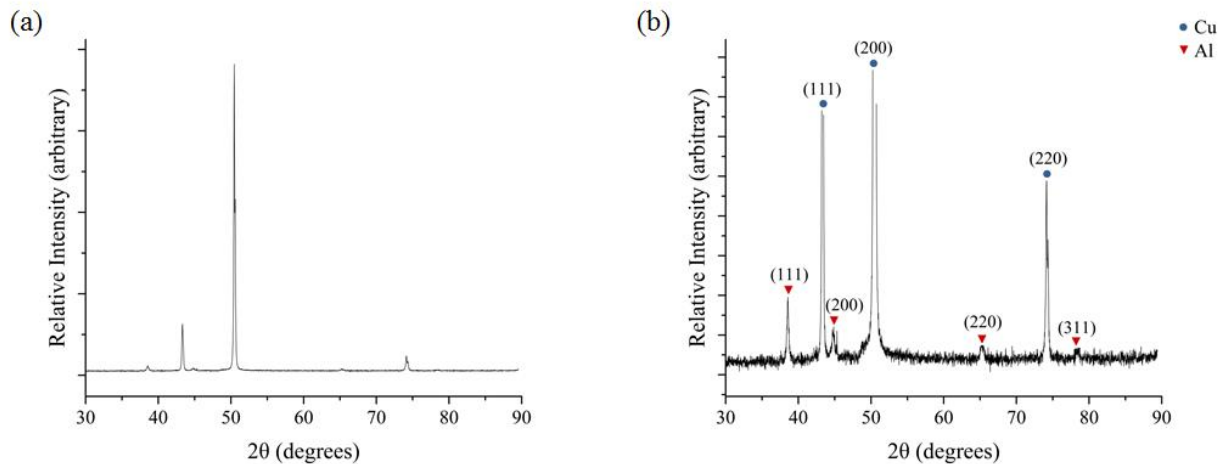 (a)
Relative Intensity (arbitrary)
30 40 50 60 70 80 90
2θ (degrees)
(b)
Cu
Al
(200)
(111)
(220)
(111)
(200)
(220)
(311)
Relative Intensity (arbitrary)
30 40 50 60 70 80 90
2θ (degrees)